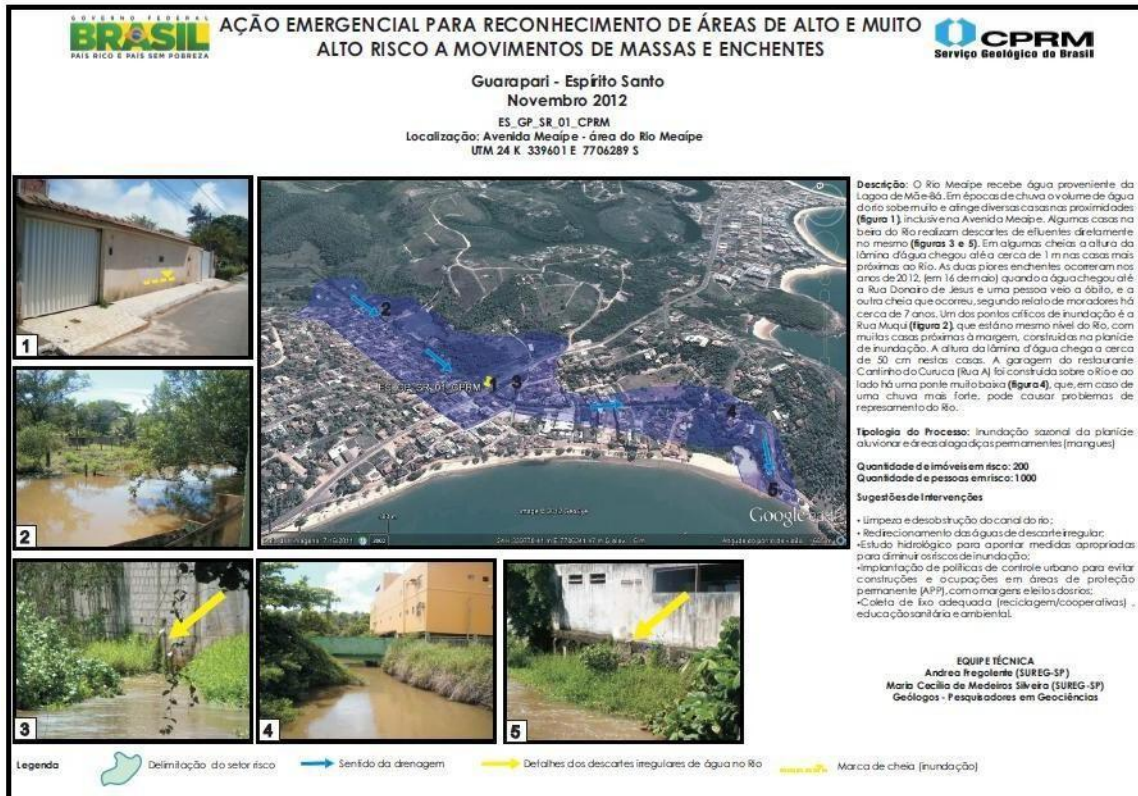 GOVERNO FEDERAL
BRASIL
PAÍS RICO É PAÍS SEM POBREZA
AÇÃO EMERGENCIAL PARA RECONHECIMENTO DE ÁREAS DE ALTO E MUITO
ALTO RISCO A MOVIMENTOS DE MASSAS E ENCHENTES
CPRM
Serviço Geológico do Brasil
Guarapari - Espírito Santo
Novembro 2012
ES_GP_SR_01_CPRM
Localização: Avenida Meaípe - área do Rio Meaípe
UTM 24 K 339601 E 7706289 S
1
2
2
ES_GP_SR_01_CPRM
1
3
4
5
Google earth
Descrição: O Rio Meaípe recebe água proveniente da
Lagoa de Mãe-Bá. Em épocas de chuva o volume de água
do rio sobe muito e atinge diversas casas nas proximidades
(figura 1), inclusive na Avenida Meaípe. Algumas casas na
beira do Rio realizam descartes de efluentes diretamente
no mesmo (figuras 3 e 5). Em algumas cheias a altura da
lâmina d'água chegou até a cerca de 1 m nas casas mais
próximas ao Rio. As duas piores enchentes ocorreram nos
anos de 2012, (em 16 de maio) quando a água chegou até
a Rua Donairo de Jesus e uma pessoa veio a óbito, e a
outra cheia que ocorreu, segundo relato de moradores há
cerca de 7 anos. Um dos pontos críticos de inundação é a
Rua Muqui (figura 2), que está no mesmo nível do Rio, com
muitas casas próximas à margem, construídas na planície
de inundação. A altura da lâmina d'água chega a cerca
de 50 cm nestas casas. A garagem do restaurante
Cantinho do Curuca (Rua A) foi construída sobre o Rio e ao
lado há uma ponte muito baixa (figura 4), que, em caso de
uma chuva mais forte, pode causar problemas de
represamento do Rio.
Tipologia do Processo: Inundação sazonal da planície
aluvionar e áreas alagadiças permarmentes (mangues)
Quantidade de imóveis em risco: 200
Quantidade de pessoas em risco: 1000
Sugestões de Intervenções
• Limpeza e desobstrução do canal do rio;
• Redirecionamento das águas de descarte irregular;
•Estudo hidrológico para apontar medidas apropriadas
para diminuir os riscos de inundação;
•Implantação de políticas de controle urbano para evitar
construções e ocupações em áreas de proteção
permanente (APP), como margens e leitos dos rios;
•Coleta de lixo adequada (reciclagem/cooperativas) ,
educação sanitária e ambiental.
EQUIPE TÉCNICA
Andrea Fregolente (SUREG-SP)
Maria Cecília de Medeiros Silveira (SUREG-SP)
Geólogos - Pesquisadores em Geociências
3
4
5
Legenda
Delimitação do setor risco
Sentido da drenagem
Detalhes dos descartes irregulares de água no Rio
Marca de cheia (inundação)